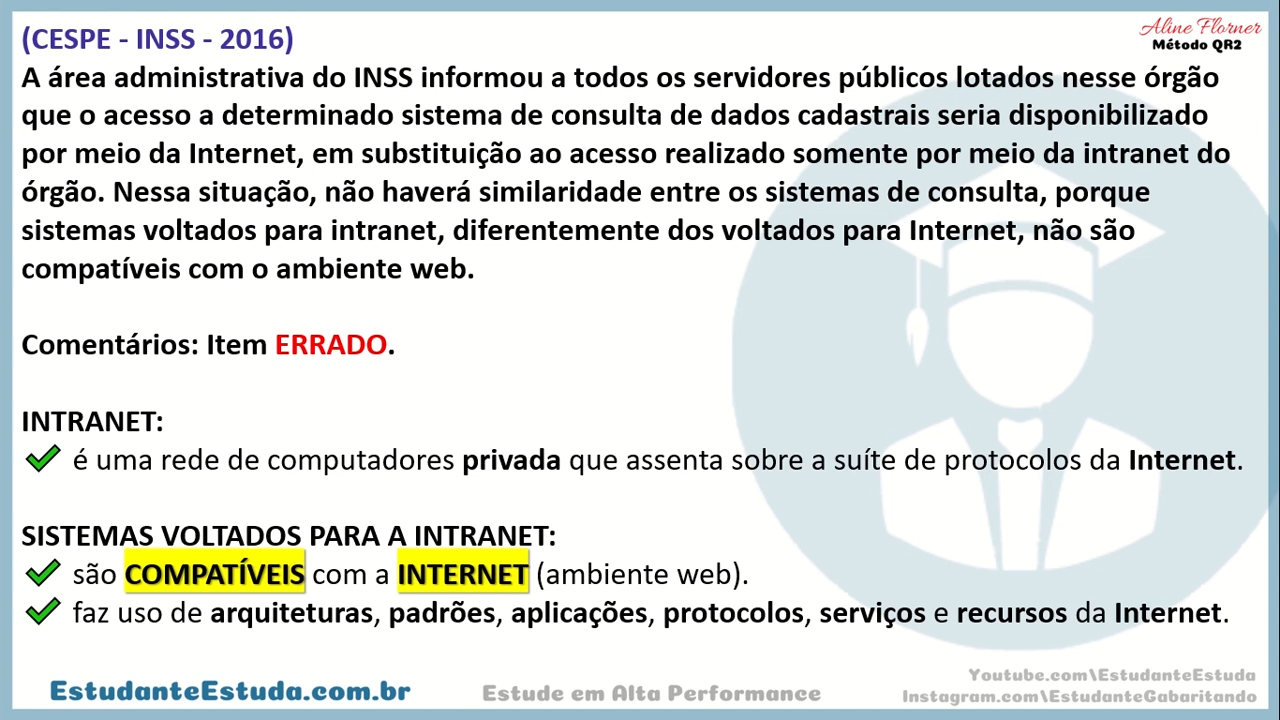 (CESPE - INSS - 2016)
Aline Florner
Método QR2
A área administrativa do INSS informou a todos os servidores públicos lotados nesse órgão
que o acesso a determinado sistema de consulta de dados cadastrais seria disponibilizado
por meio da Internet, em substituição ao acesso realizado somente por meio da intranet do
órgão. Nessa situação, não haverá similaridade entre os sistemas de consulta, porque
sistemas voltados para intranet, diferentemente dos voltados para Internet, não são
compatíveis com o ambiente web.
Comentários: Item ERRADO.
INTRANET:
é uma rede de computadores privada que assenta sobre a suíte de protocolos da Internet.
SISTEMAS VOLTADOS PARA A INTRANET:
são COMPATÍVEIS com a INTERNET (ambiente web).
faz uso de arquiteturas, padrões, aplicações, protocolos, serviços e recursos da Internet.
EstudanteEstuda.com.br
Estude em Alta Performance
Youtube.com\EstudanteEstuda
Instagram.com\EstudanteGabaritando